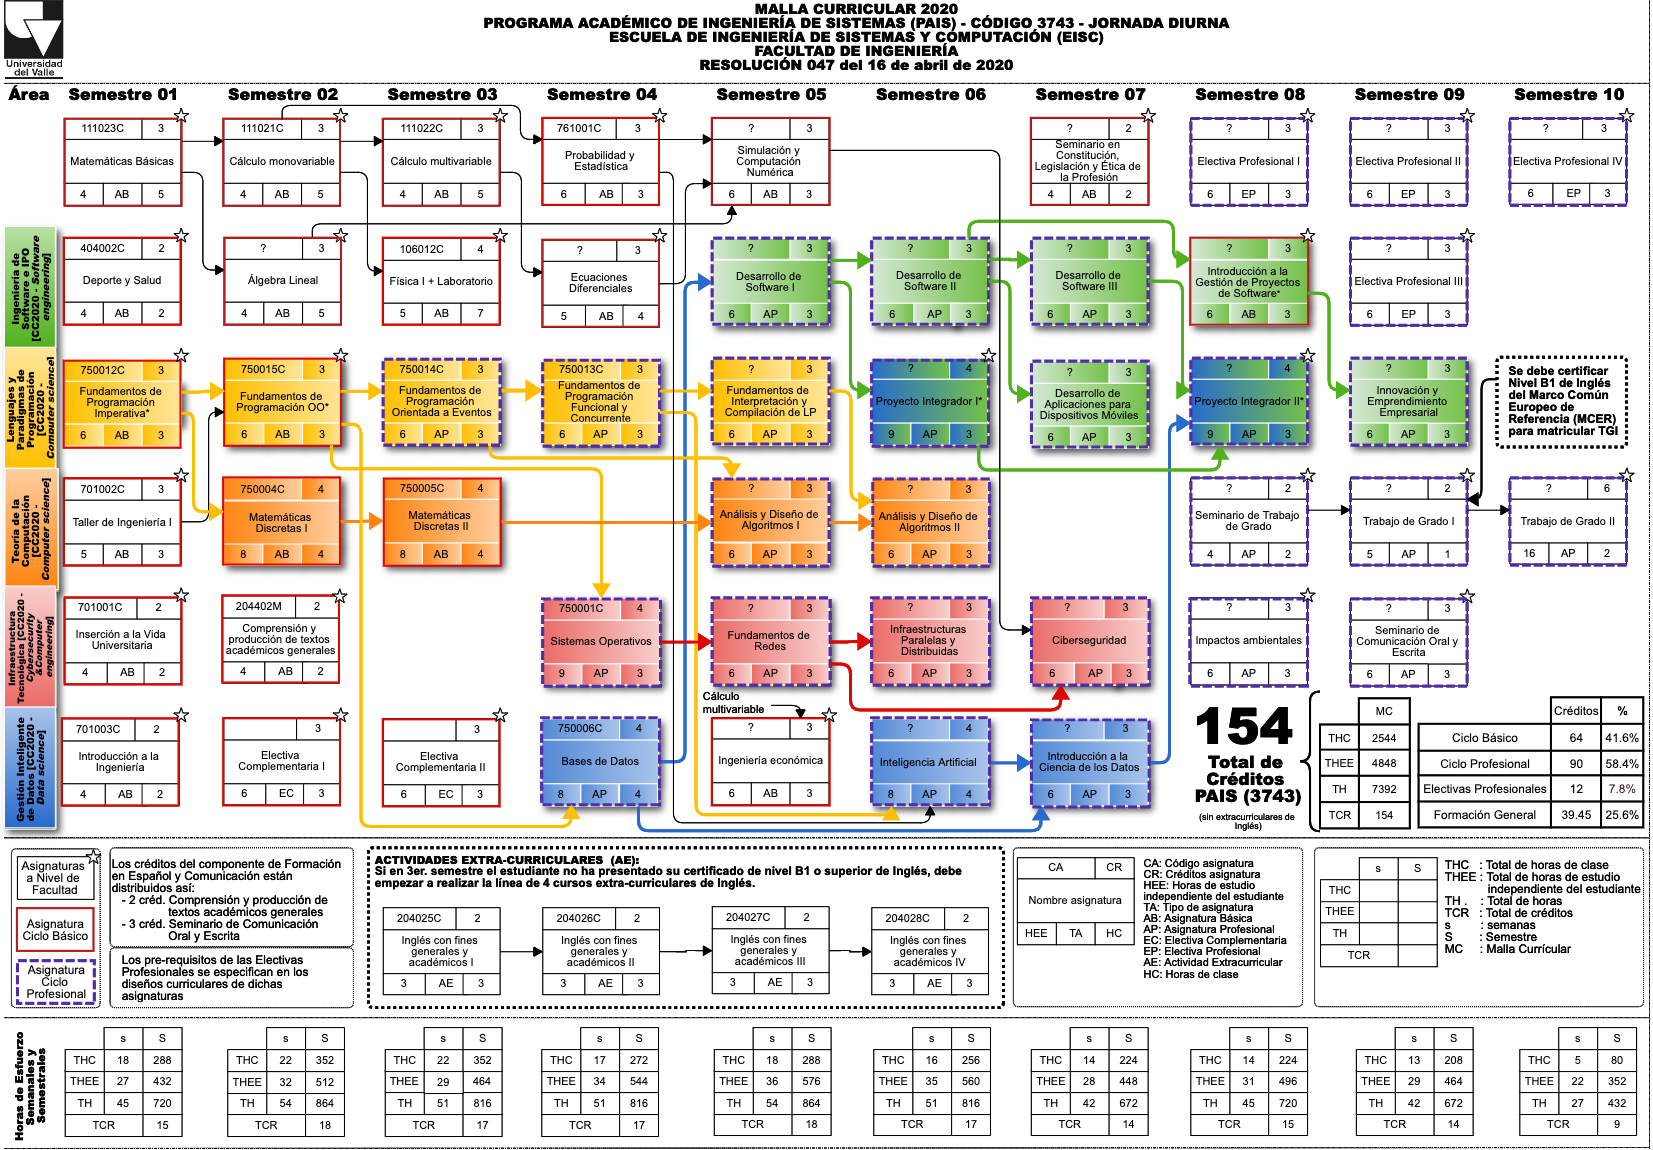 Universidad
del Valle
MALLA CURRICULAR 2020
PROGRAMA ACADÉMICO DE INGENIERÍA DE SISTEMAS (PAIS) - CÓDIGO 3743 - JORNADA DIURNA
ESCUELA DE INGENIERÍA DE SISTEMAS Y COMPUTACIÓN (EISC)
FACULTAD DE INGENIERÍA
RESOLUCIÓN 047 del 16 de abril de 2020
Área
Semestre 01
Semestre 02
Semestre 03
Semestre 04
Semestre 05
Semestre 06
Semestre 07
Semestre 08
Semestre 09
Semestre 10
111023C 3
Matemáticas Básicas
4 AB 5
111021C 3
Cálculo monovariable
4 AB 5
111022C 3
Cálculo multivariable
4 AB 5
761001C 3
Probabilidad y
Estadística
6 AB 3
? 3
Simulación y
Computación
Numérica
6 AB 3
? 2
Seminario en
Constitución,
Legislación y Ética de
la Profesión
4 AB 2
? 3
Electiva Profesional I
6 EP 3
? 3
Electiva Profesional II
6 EP 3
? 3
Electiva Profesional IV
6 EP 3
Ingeniería de
Software e IPO
[CC2020 - Software
engineering]
404002C 2
Deporte y Salud
4 AB 2
? 3
Álgebra Lineal
4 AB 5
106012C 4
Física I + Laboratorio
5 AB 7
? 3
Ecuaciones
Diferenciales
5 AB 4
? 3
Desarrollo de
Software I
6 AP 3
? 3
Desarrollo de
Software II
6 AP 3
? 3
Desarrollo de
Software III
6 AP 3
? 3
Introducción a la
Gestión de Proyectos
de Software*
6 AB 3
? 3
Electiva Profesional III
6 EP 3
Lenguajes y
Paradigmas de
Programación
[CC2020 -
Computer science]
750012C 3
Fundamentos de
Programación
Imperativa*
6 AB 3
750015C 3
Fundamentos de
Programación OO*
6 AB 3
750014C 3
Fundamentos de
Programación
Orientada a Eventos
6 AP 3
750013C 3
Fundamentos de
Programación
Funcional y
Concurrente
6 AP 3
? 3
Fundamentos de
Interpretación y
Compilación de LP
6 AP 3
? 4
Proyecto Integrador I*
9 AP 3
? 3
Desarrollo de
Aplicaciones para
Dispositivos Móviles
6 AP 3
? 4
Proyecto Integrador II*
9 AP 3
? 3
Innovación y
Emprendimiento
Empresarial
6 AP 3
Se debe certificar
Nivel B1 de Inglés
del Marco Común
Europeo de
Referencia (MCER)
para matricular TGI
Teoría de la
Computación
[CC2020 -
Computer science]
701002C 3
Taller de Ingeniería I
5 AB 3
750004C 4
Matemáticas
Discretas I
8 AB 4
750005C 4
Matemáticas
Discretas II
8 AB 4
? 3
Análisis y Diseño de
Algoritmos I
6 AP 3
? 3
Análisis y Diseño de
Algoritmos II
6 AP 3
? 2
Seminario de Trabajo
de Grado
4 AP 2
? 2
Trabajo de Grado I
5 AP 1
? 6
Trabajo de Grado II
16 AP 2
Infraestructura
Tecnológica [CC2020 -
Cybersecurity
&Computer
engineering]
701001C 2
Inserción a la Vida
Universitaria
4 AB 2
204402M 2
Comprensión y
producción de textos
académicos generales
4 AB 2
750001C 4
Sistemas Operativos
9 AP 3
? 3
Fundamentos de
Redes
6 AP 3
? 3
Infraestructuras
Paralelas y
Distribuidas
6 AP 3
? 3
Ciberseguridad
6 AP 3
? 3
Impactos ambientales
6 AP 3
? 3
Seminario de
Comunicación Oral y
Escrita
6 AP 3
Cálculo
multivariable
Gestión Inteligente
de Datos [CC2020 -
Data science]
701003C 2
Introducción a la
Ingeniería
4 AB 2
3
Electiva
Complementaria I
6 EC 3
3
Electiva
Complementaria II
6 EC 3
750006C 4
Bases de Datos
8 AP 4
? 3
Ingeniería económica
6 AB 3
? 4
Inteligencia Artificial
8 AP 4
? 3
Introducción a la
Ciencia de los Datos
6 AP 3
154
Total de
Créditos
PAIS (3743)
(sin extracurriculares de
Inglés)
MC
THC 2544
THEE 4848
TH 7392
TCR 154
Créditos %
Ciclo Básico 64 41.6%
Ciclo Profesional 90 58.4%
Electivas Profesionales 12 7.8%
Formación General 39.45 25.6%
Asignaturas
a Nivel de
Facultad
Asignatura
Ciclo Básico
Asignatura
Ciclo
Profesional
Los créditos del componente de Formación
en Español y Comunicación están
distribuidos así:
- 2 créd. Comprensión y producción de
textos académicos generales
- 3 créd. Seminario de Comunicación
Oral y Escrita
Los pre-requisitos de las Electivas
Profesionales se especifican en los
diseños curriculares de dichas
asignaturas
ACTIVIDADES EXTRA-CURRICULARES (AE):
Si en 3er. semestre el estudiante no ha presentado su certificado de nivel B1 o superior de Inglés, debe
empezar a realizar la línea de 4 cursos extra-curriculares de Inglés.
204025C 2
Inglés con fines
generales y
académicos I
3 AE 3
204026C 2
Inglés con fines
generales y
académicos II
3 AE 3
204027C 2
Inglés con fines
generales y
académicos III
3 AE 3
204028C 2
Inglés con fines
generales y
académicos IV
3 AE 3
CA CR
Nombre asignatura
HEE TA HC
CA: Código asignatura
CR: Créditos asignatura
HEE: Horas de estudio
independiente del estudiante
TA: Tipo de asignatura
AB: Asignatura Básica
AP: Asignatura Profesional
EC: Electiva Complementaria
EP: Electiva Profesional
AE: Actividad Extracurricular
HC: Horas de clase
s S
THC
THEE
TH
TCR
THC : Total de horas de clase
THEE : Total de horas de estudio
independiente del estudiante
TH . : Total de horas
TCR : Total de créditos
s : semanas
S : Semestre
MC : Malla Currícular
Horas de Esfuerzo
Semanales y
Semestrales
s S
THC 18 288
THEE 27 432
TH 45 720
TCR 15
s S
THC 22 352
THEE 32 512
TH 54 864
TCR 18
s S
THC 22 352
THEE 29 464
TH 51 816
TCR 17
s S
THC 17 272
THEE 34 544
TH 51 816
TCR 17
s S
THC 18 288
THEE 36 576
TH 54 864
TCR 18
s S
THC 16 256
THEE 35 560
TH 51 816
TCR 17
s S
THC 14 224
THEE 28 448
TH 42 672
TCR 14
s S
THC 14 224
THEE 31 496
TH 45 720
TCR 15
s S
THC 13 208
THEE 29 464
TH 42 672
TCR 14
s S
THC 5 80
THEE 22 352
TH 27 432
TCR 9